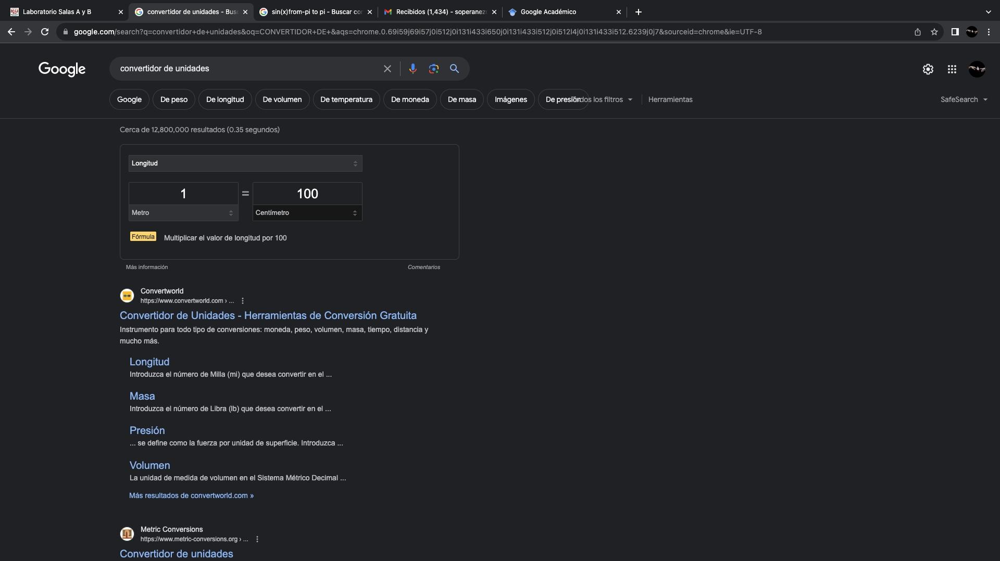 Laboratorio Salas A y B
convertidor de unidades - Bus
sin(x)from-pi to pi - Buscar co
Recibidos (1,434) - soperanez
Google Académico
google.com/search?q=convertidor+de+unidades&oq=CONVERTIDOR+DE+&aqs=chrome.0.69i59j69i57j0i512j0i131i433i650j0i131i433i512j0i512l4j0i131i433i512.6239j0j7&sourceid=chrome&ie=UTF-8
Google
convertidor de unidades
Google De peso De longitud De volumen De temperatura De moneda De masa Imágenes De presión Todos los filtros Herramientas SafeSearch
Cerca de 12,800,000 resultados (0.35 segundos)
Longitud
1 = 100
Metro Centímetro
Fórmula Multiplicar el valor de longitud por 100
Más información Comentarios
Convertworld
https://www.convertworld.com › ...
Convertidor de Unidades - Herramientas de Conversión Gratuita
Instrumento para todo tipo de conversiones: moneda, peso, volumen, masa, tiempo, distancia y
mucho más.
Longitud
Introduzca el número de Milla (mi) que desea convertir en el ...
Masa
Introduzca el número de Libra (lb) que desea convertir en el ...
Presión
... se define como la fuerza por unidad de superficie. Introduzca ...
Volumen
La unidad de medida de volumen en el Sistema Métrico Decimal ...
Más resultados de convertworld.com »
Metric Conversions
https://www.metric-conversions.org › ...
Convertidor de unidades